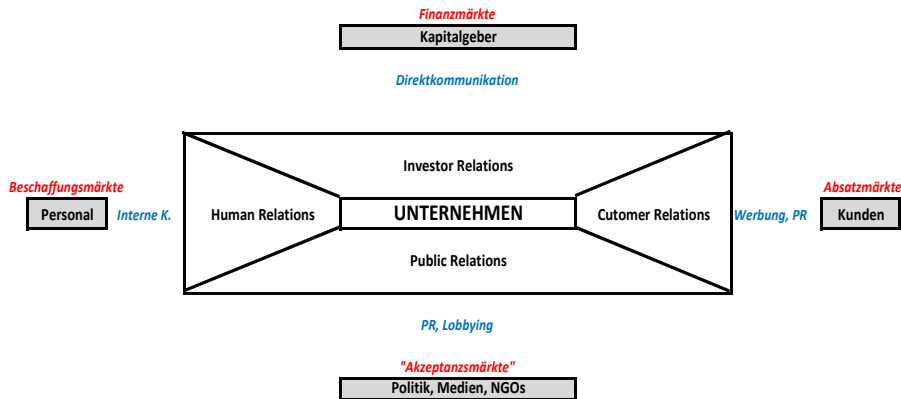 Finanzmärkte
Kapitalgeber
Direktkommunikation
Investor Relations
Beschaffungsmärkte
Absatzmärkte
Personal
Interne K.
Human Relations
UNTERNEHMEN
Cutomer Relations
Werbung, PR
Kunden
Public Relations
PR, Lobbying
"Akzeptanzsmärkte"
Politik, Medien, NGOs